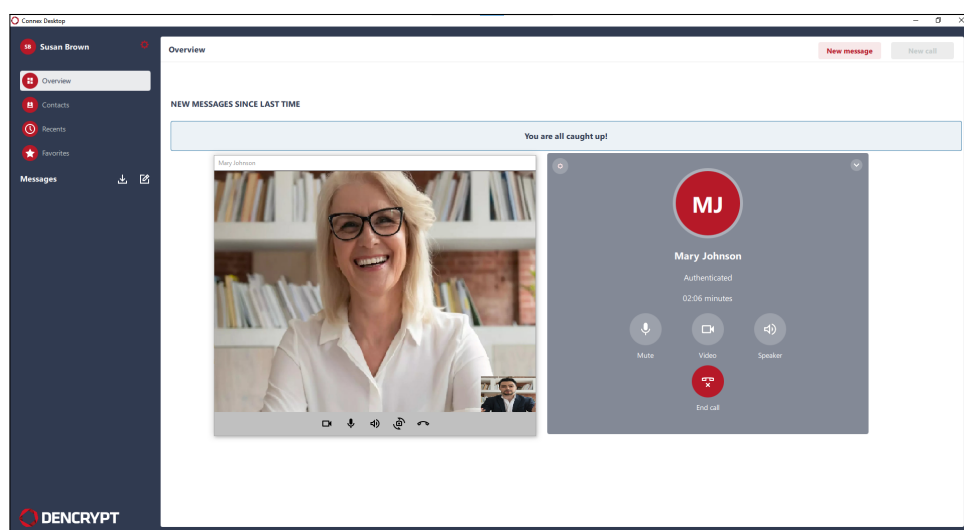 Connex Desktop
SB Susan Brown
Overview
Contacts
Recents
Favorites
Messages
DENCRYPT
Overview
New message
New call
NEW MESSAGES SINCE LAST TIME
You are all caught up!
Mary Johnson
MJ
Mary Johnson
Authenticated
02:06 minutes
Mute
Video
Speaker
End call